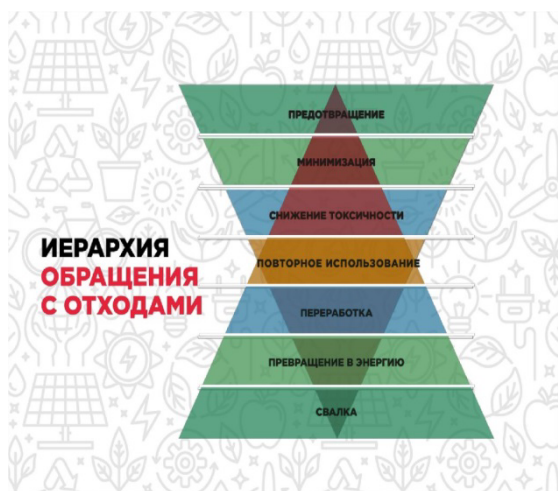 ПРЕДОТВРАЩЕНИЕ
МИНИМИЗАЦИЯ
СНИЖЕНИЕ ТОКСИЧНОСТИ
ИЕРАРХИЯ
ОБРАЩЕНИЯ
С ОТХОДАМИ
ПОВТОРНОЕ ИСПОЛЬЗОВАНИЕ
ПЕРЕРАБОТКА
ПРЕВРАЩЕНИЕ В ЭНЕРГИЮ
СВАЛКА